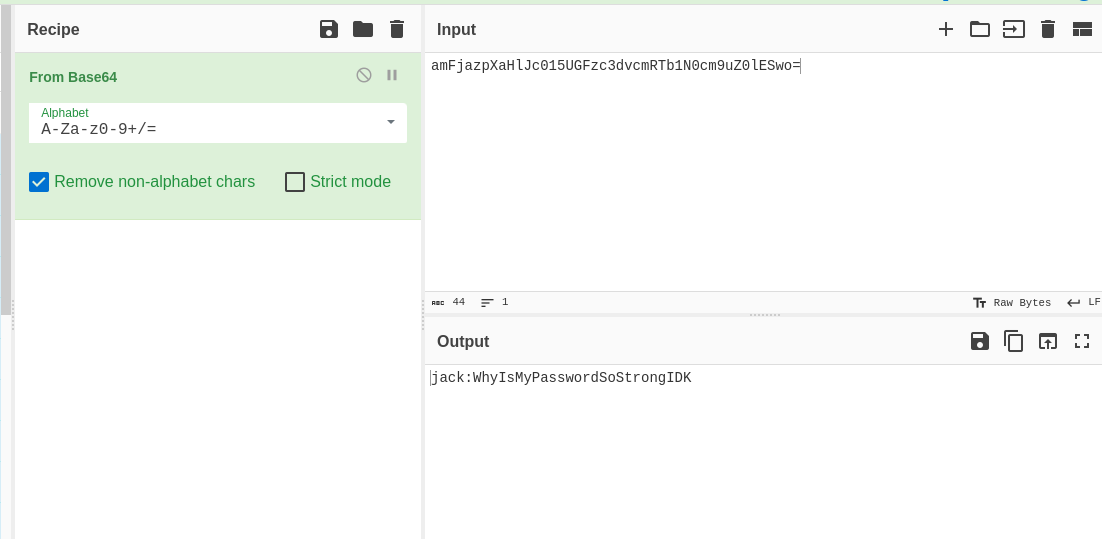 Recipe
From Base64
Alphabet
A-Za-z0-9+/=
Remove non-alphabet chars
Strict mode
Input
amFjazpXaHlJc015UGFzc3dvcmRTb1N0cm9uZ0lESwo=
ABC 44 1
Tт Raw Bytes LF
Output
jack:WhyIsMyPasswordSoStrongIDK